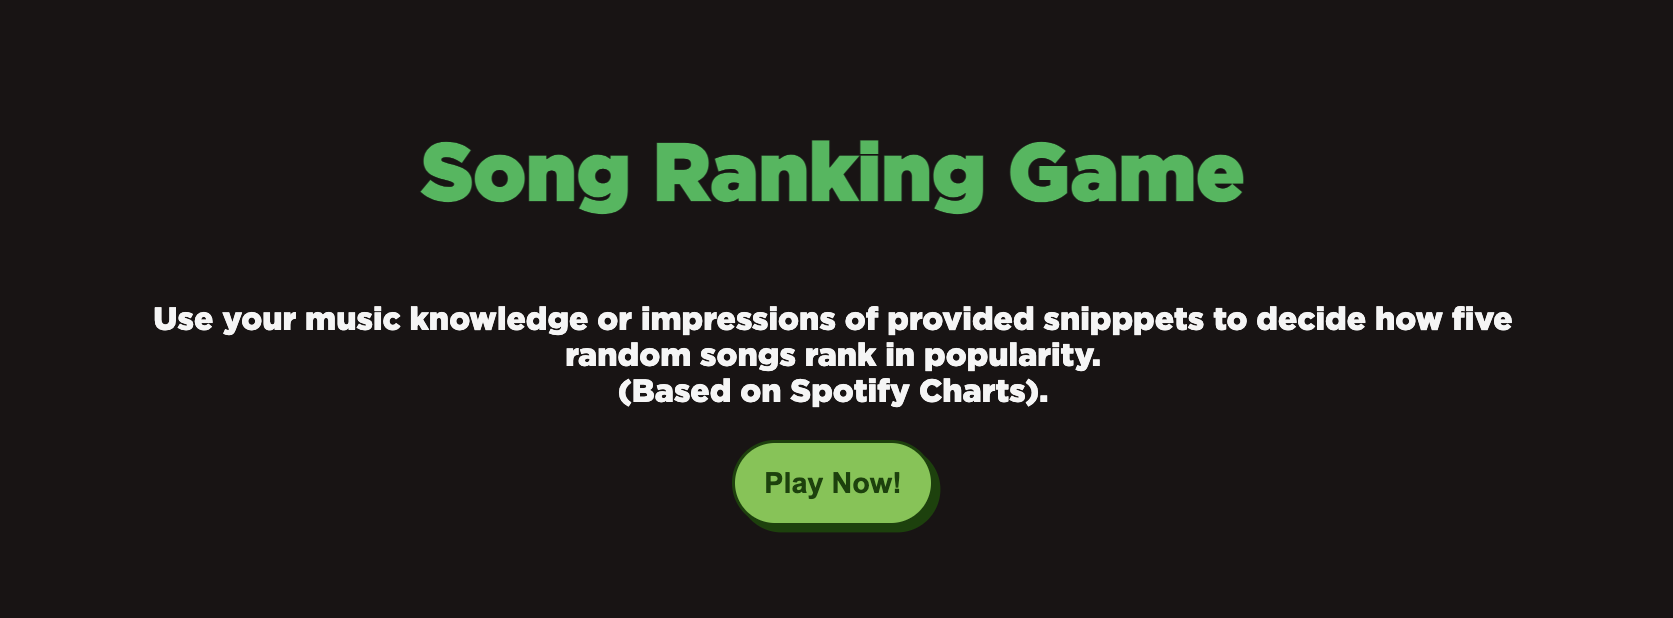 Song Ranking Game
Use your music knowledge or impressions of provided snipppets to decide how five
random songs rank in popularity.
(Based on Spotify Charts).
Play Now!